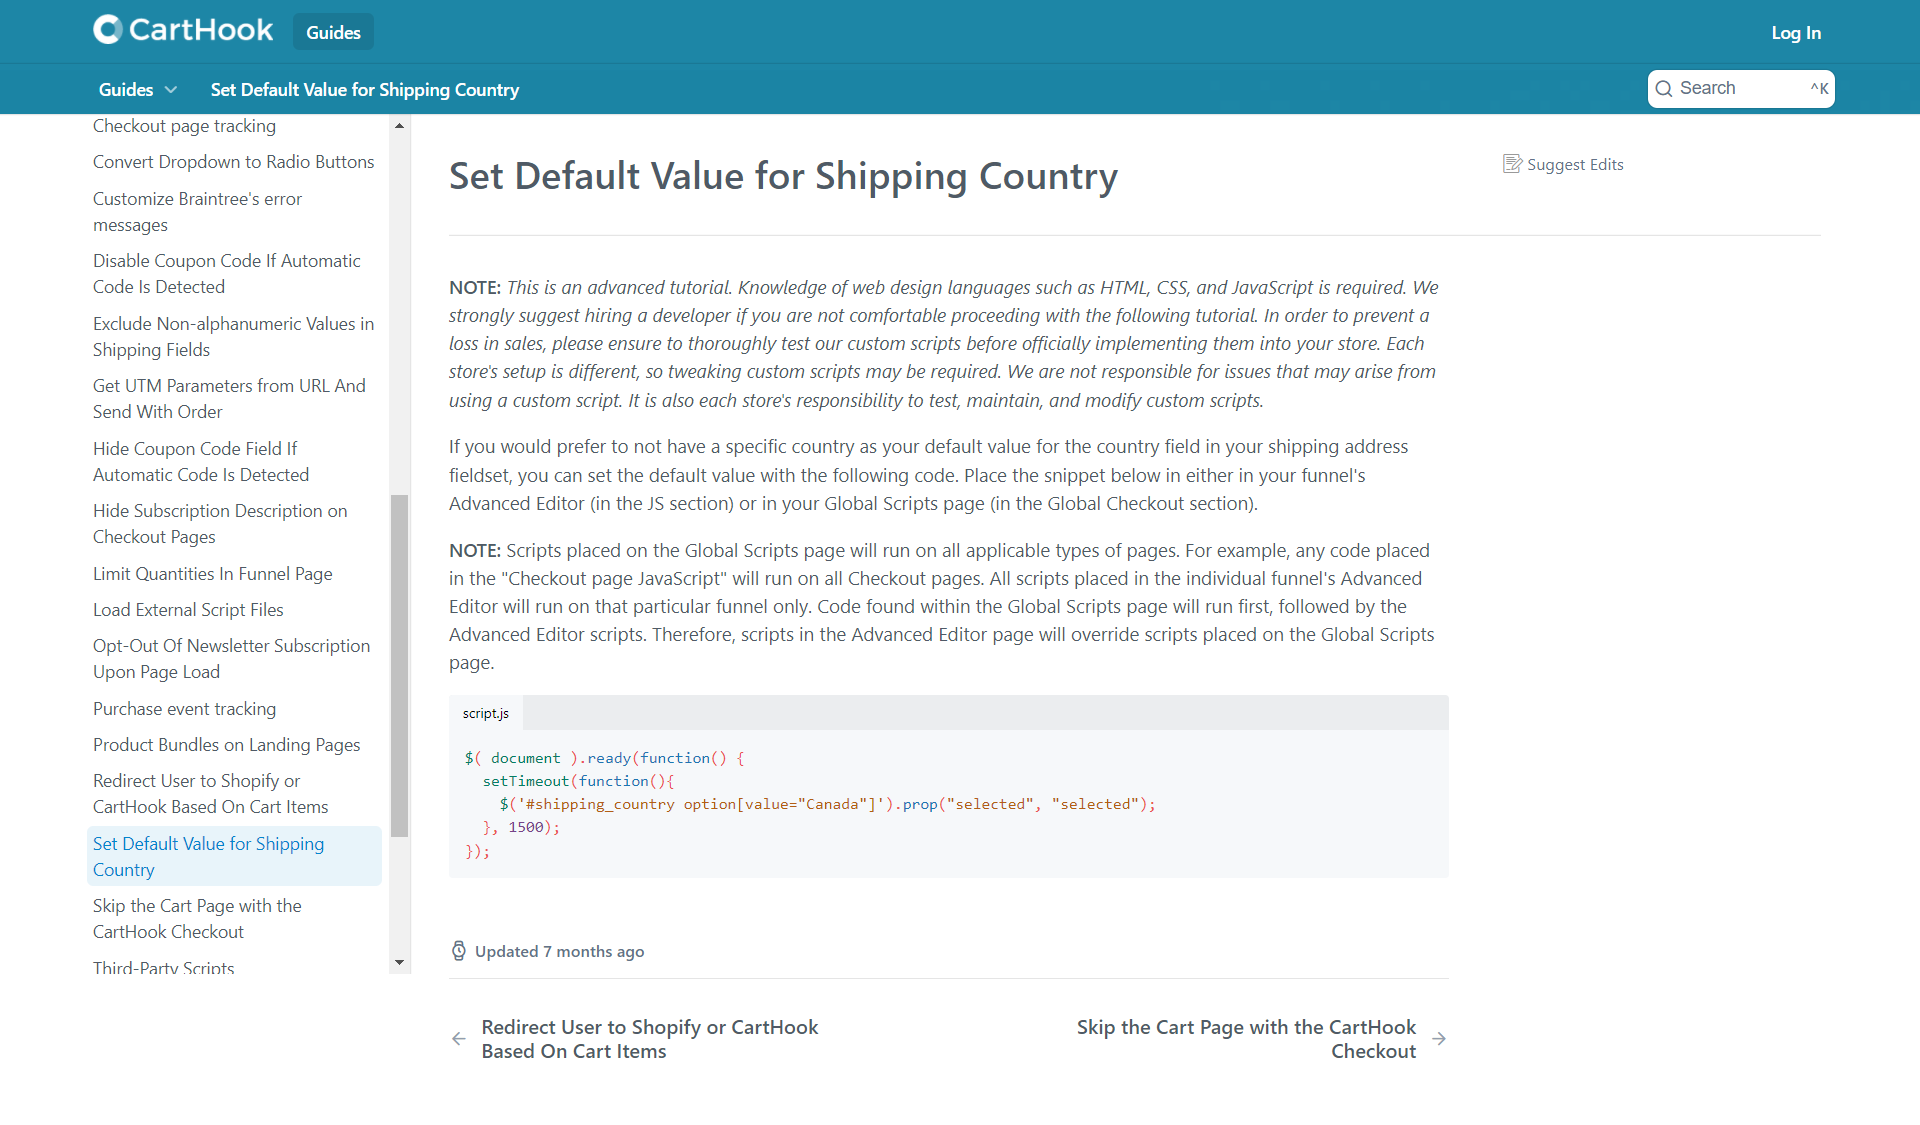 CartHook
Guides
Log In
Guides
Set Default Value for Shipping Country
Search
^K
Checkout page tracking
Convert Dropdown to Radio Buttons
Customize Braintree's error
messages
Disable Coupon Code If Automatic
Code Is Detected
Exclude Non-alphanumeric Values in
Shipping Fields
Get UTM Parameters from URL And
Send With Order
Hide Coupon Code Field If
Automatic Code Is Detected
Hide Subscription Description on
Checkout Pages
Limit Quantities In Funnel Page
Load External Script Files
Opt-Out Of Newsletter Subscription
Upon Page Load
Purchase event tracking
Product Bundles on Landing Pages
Redirect User to Shopify or
CartHook Based On Cart Items
Set Default Value for Shipping
Country
Skip the Cart Page with the
CartHook Checkout
Third-Party Scripts
Set Default Value for Shipping Country
Suggest Edits
NOTE: This is an advanced tutorial. Knowledge of web design languages such as HTML, CSS, and JavaScript is required. We
strongly suggest hiring a developer if you are not comfortable proceeding with the following tutorial. In order to prevent a
loss in sales, please ensure to thoroughly test our custom scripts before officially implementing them into your store. Each
store's setup is different, so tweaking custom scripts may be required. We are not responsible for issues that may arise from
using a custom script. It is also each store's responsibility to test, maintain, and modify custom scripts.
If you would prefer to not have a specific country as your default value for the country field in your shipping address
fieldset, you can set the default value with the following code. Place the snippet below in either in your funnel's
Advanced Editor (in the JS section) or in your Global Scripts page (in the Global Checkout section).
NOTE: Scripts placed on the Global Scripts page will run on all applicable types of pages. For example, any code placed
in the "Checkout page JavaScript" will run on all Checkout pages. All scripts placed in the individual funnel's Advanced
Editor will run on that particular funnel only. Code found within the Global Scripts page will run first, followed by the
Advanced Editor scripts. Therefore, scripts in the Advanced Editor page will override scripts placed on the Global Scripts
page.
script.js
$( document ).ready(function() {
setTimeout(function(){
$('#shipping_country option[value="Canada"]').prop("selected", "selected");
}, 1500);
});
Updated 7 months ago
Redirect User to Shopify or CartHook
Based On Cart Items
Skip the Cart Page with the CartHook
Checkout